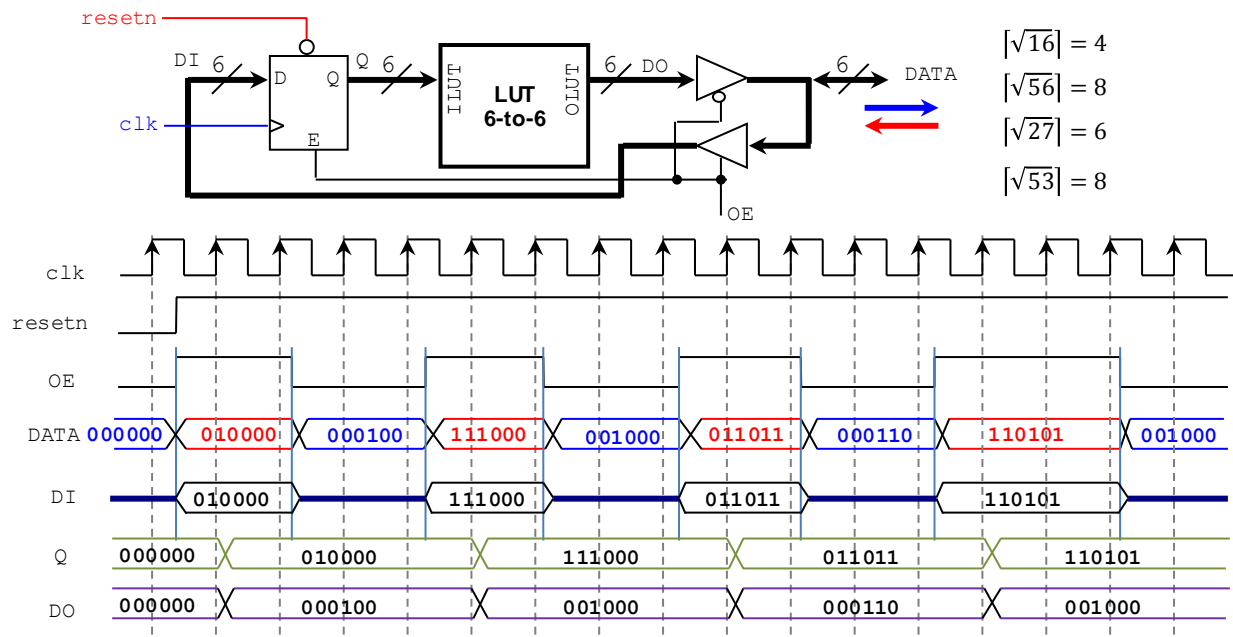 resetn
DI 6 Q 6 6 DO 6 DATA
D Q ILUT LUT OLUT
6-to-6
clk
E
OE
⌈√16⌉ = 4
⌈√56⌉ = 8
⌈√27⌉ = 6
⌈√53⌉ = 8
clk
resetn
OE
DATA 000000 010000 000100 111000 001000 011011 000110 110101 001000
DI 010000 111000 011011 110101
Q 000000 010000 111000 011011 110101
DO 000000 000100 001000 000110 001000